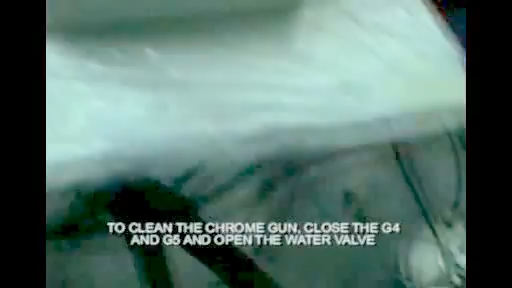 TO CLEAN THE CHROME GUN, CLOSE THE G4
AND G5 AND OPEN THE WATER VALVE